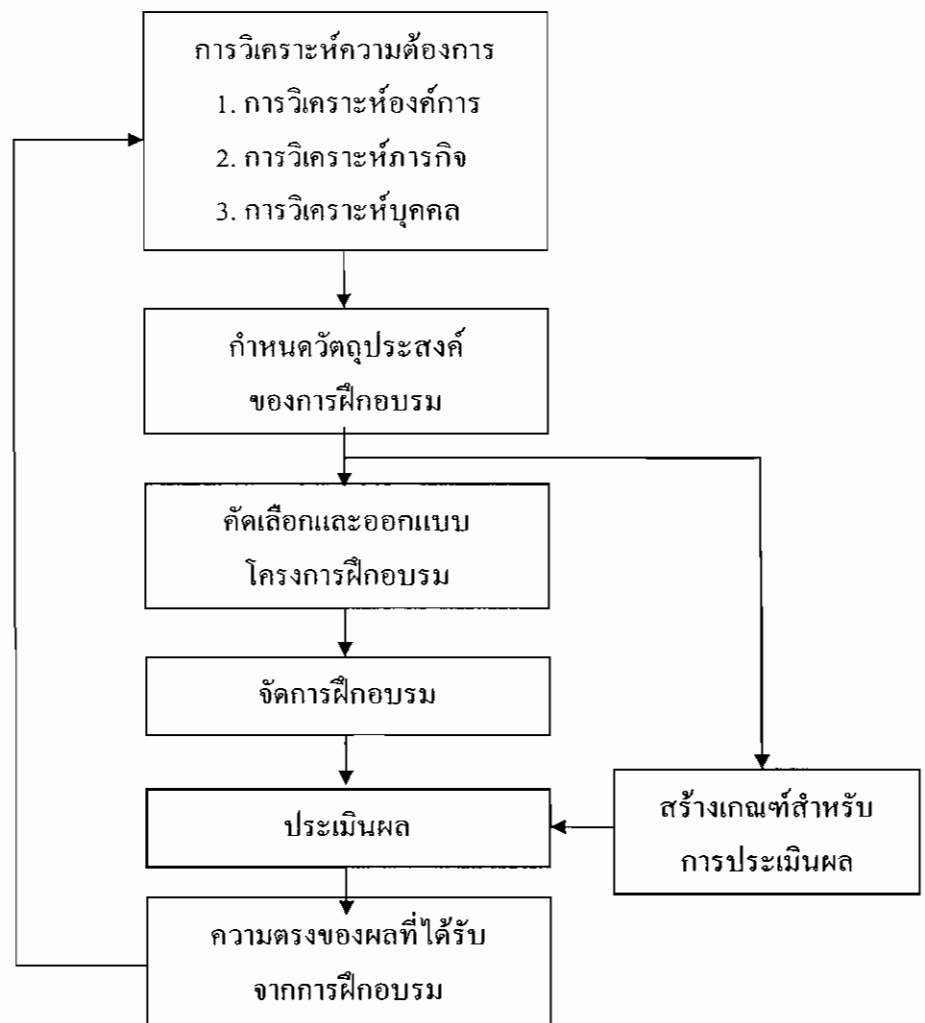 การวิเคราะห์ความต้องการ
1. การวิเคราะห์องค์การ
2. การวิเคราะห์ภารกิจ
3. การวิเคราะห์บุคคล
กำหนดวัตถุประสงค์
ของการฝึกอบรม
คัดเลือกและออกแบบ
โครงการฝึกอบรม
จัดการฝึกอบรม
ประเมินผล
สร้างเกณฑ์สำหรับ
การประเมินผล
ความตรงของผลที่ได้รับ
จากการฝึกอบรม